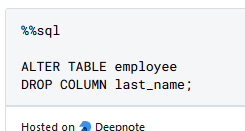 %%sql
ALTER TABLE employee
DROP COLUMN last_name;
Hosted on Deepnote